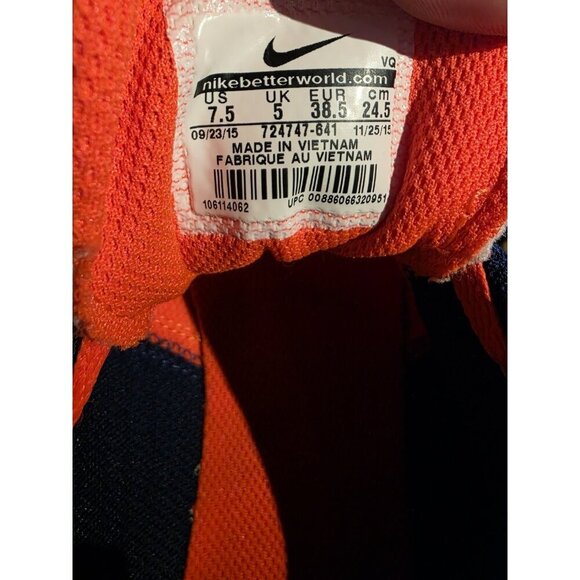 VQ
nikebetterworld.com
US UK EUR cm
7.5 5 38.5 24.5
09/23/15 724747-641 11/25/15
MADE IN VIETNAM
FABRIQUE AU VIETNAM
106114062 UPC 00886066320951